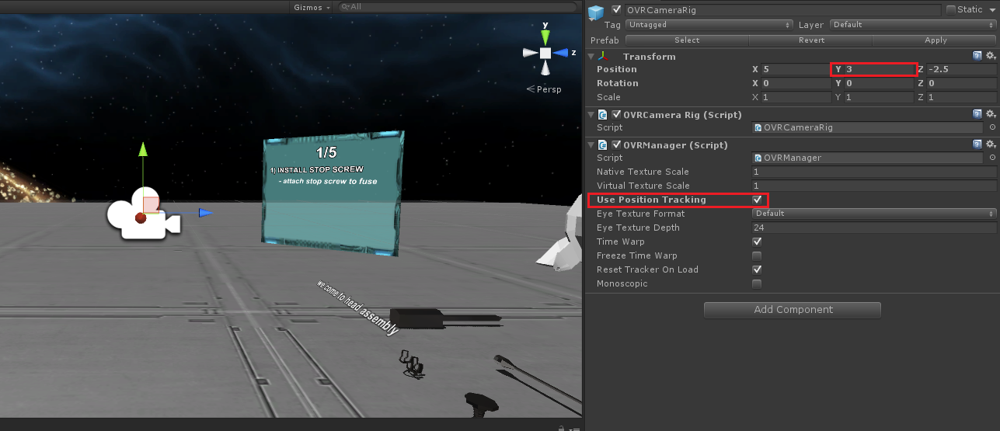 Gizmos
All
y
z
Persp
1/5
1) INSTALL STOP SCREW
- attach stop screw to fuse
we come to head assembly
OVRCameraRig
Static
Tag Untagged Layer Default
Prefab Select Revert Apply
Transform
Position X 5 Y 3 Z -2.5
Rotation X 0 Y 0 Z 0
Scale X 1 Y 1 Z 1
OVRCamera Rig (Script)
Script OVRCameraRig
OVRManager (Script)
Script OVRManager
Native Texture Scale 1
Virtual Texture Scale 1
Use Position Tracking
Eye Texture Format Default
Eye Texture Depth 24
Time Warp
Freeze Time Warp
Reset Tracker On Load
Monoscopic
Add Component